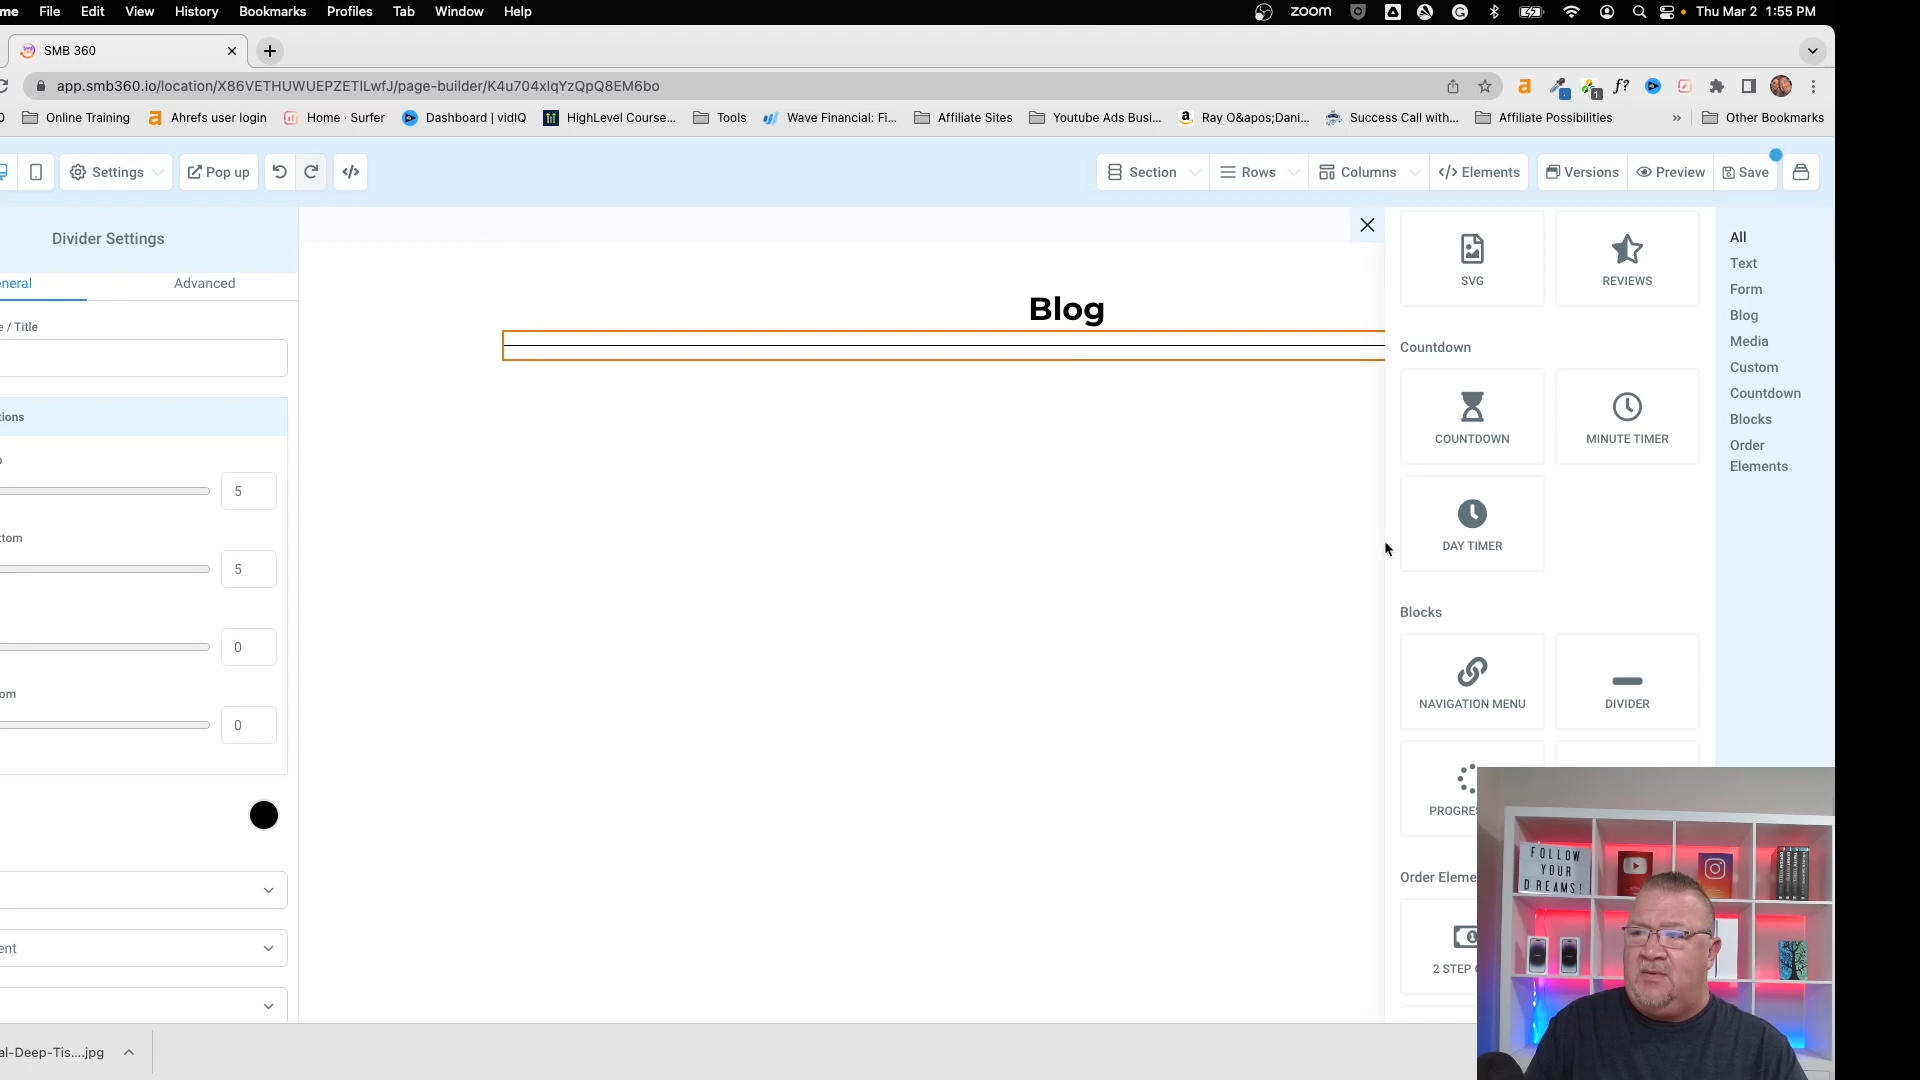 me File Edit View History Bookmarks Profiles Tab Window Help zoom Thu Mar 2 1:55 PM
SMB 360
app.smb360.io/location/X86VETHUWUEPZETlLwfJ/page-builder/K4u704xlqYzQpQ8EM6bo
Online Training Ahrefs user login Home · Surfer Dashboard | vidIQ HighLevel Course... Tools Wave Financial: Fi... Affiliate Sites Youtube Ads Busi... Ray O&apos;Dani... Success Call with... Affiliate Possibilities » Other Bookmarks
Settings Pop up </> Section Rows Columns </> Elements Versions Preview Save
Divider Settings
eneral Advanced
e / Title
tions
5
ttom
5
0
om
0
ent
Blog
SVG REVIEWS
Countdown
COUNTDOWN MINUTE TIMER
DAY TIMER
Blocks
NAVIGATION MENU DIVIDER
PROGRES
Order Eleme
2 STEP
All
Text
Form
Blog
Media
Custom
Countdown
Blocks
Order
Elements
FOLLOW
YOUR
DREAMS!
al-Deep-Tis....jpg